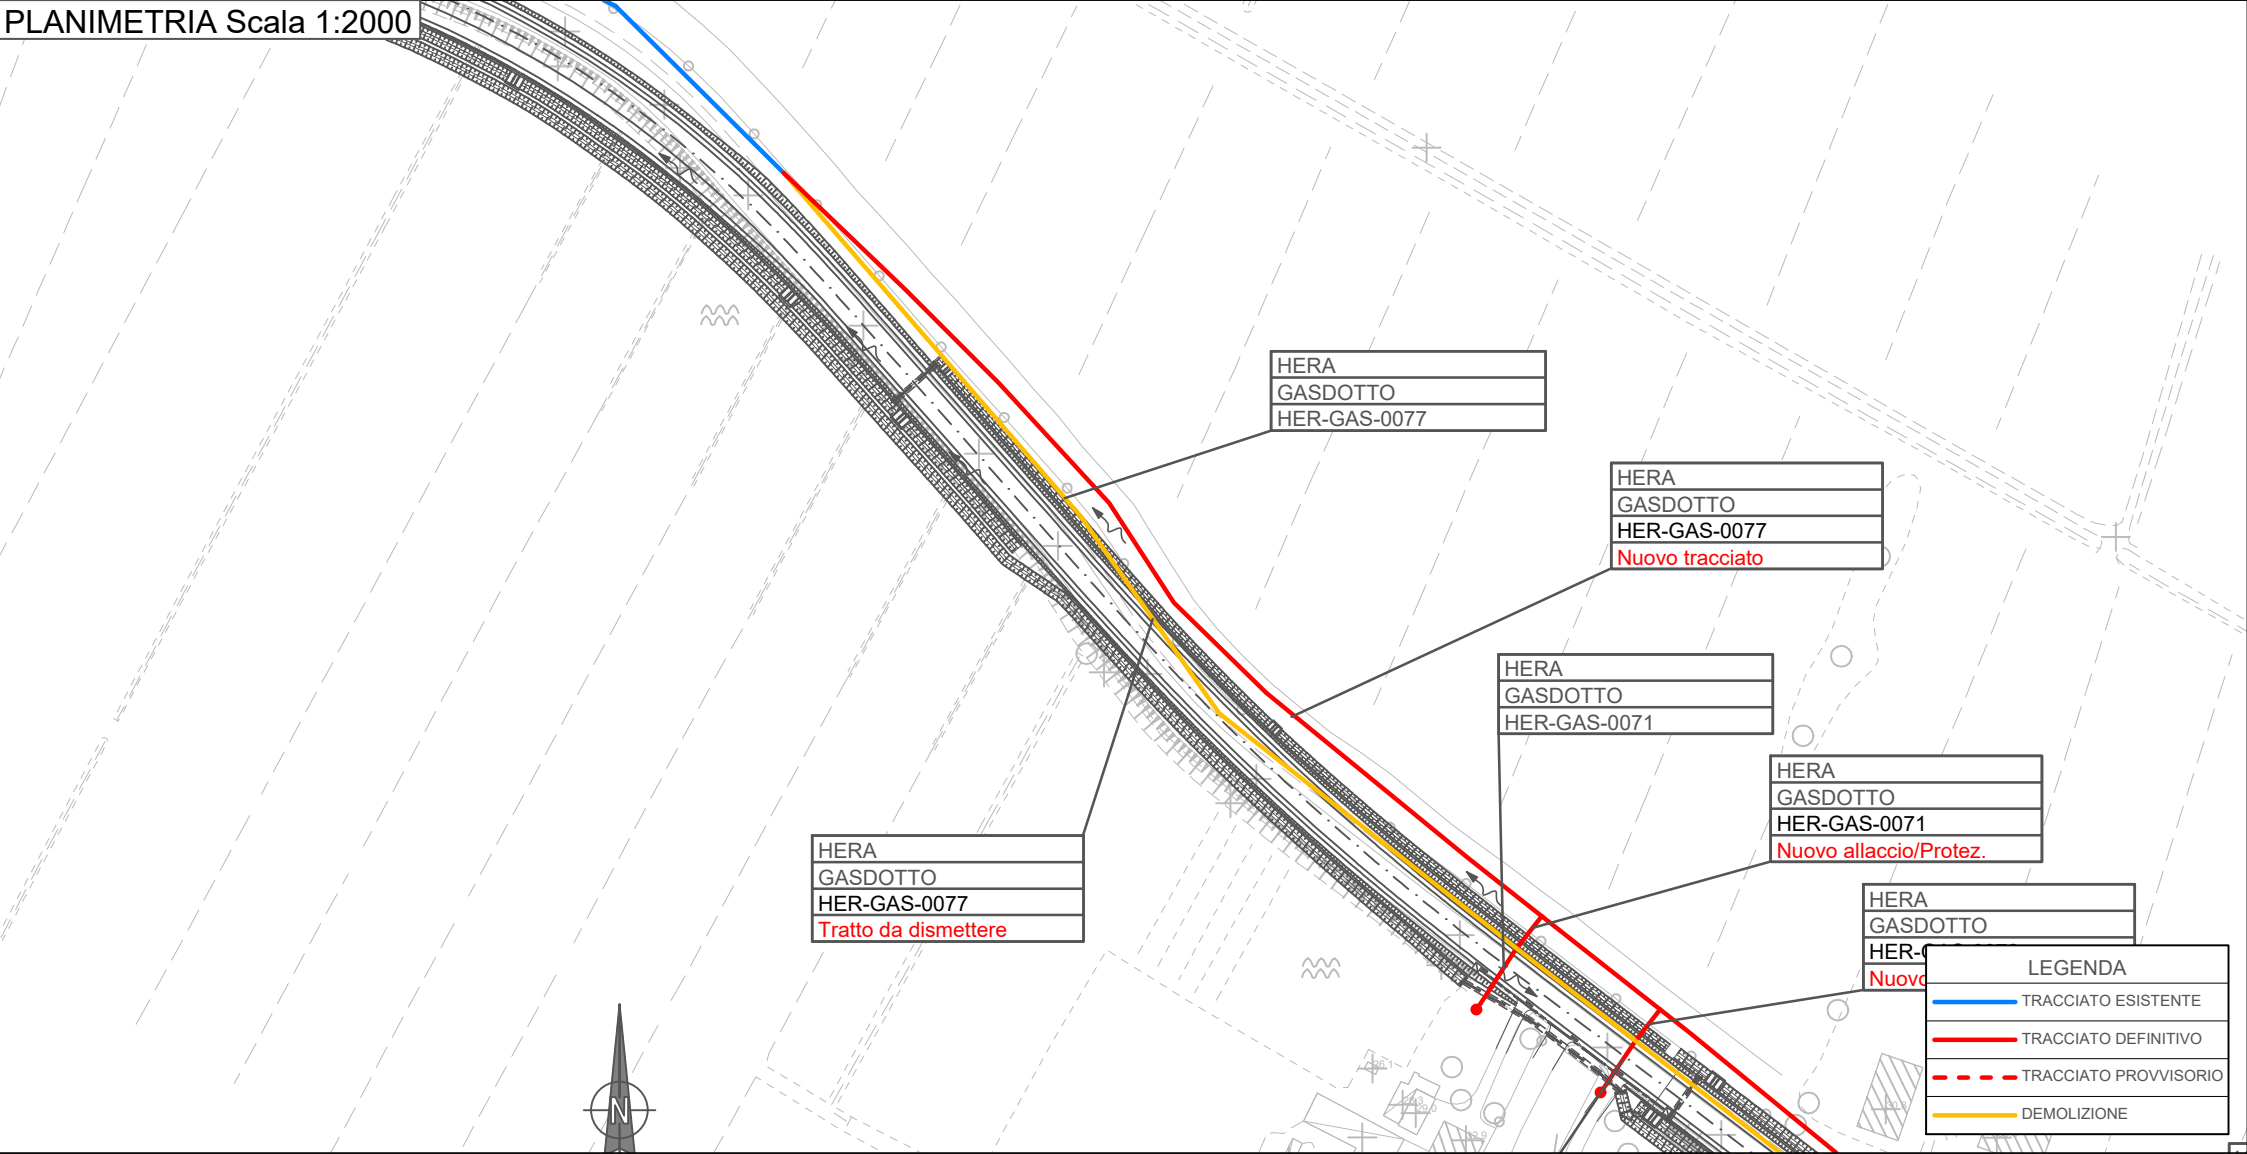 PLANIMETRIA Scala 1:2000
HERA
GASDOTTO
HER-GAS-0077
HERA
GASDOTTO
HER-GAS-0077
Nuovo tracciato
HERA
GASDOTTO
HER-GAS-0071
HERA
GASDOTTO
HER-GAS-0071
Nuovo allaccio/Protez.
HERA
GASDOTTO
HER-GAS-0077
Tratto da dismettere
HERA
GASDOTTO
Nuovo
LEGENDA
TRACCIATO ESISTENTE
TRACCIATO DEFINITIVO
TRACCIATO PROVVISORIO
DEMOLIZIONE
N